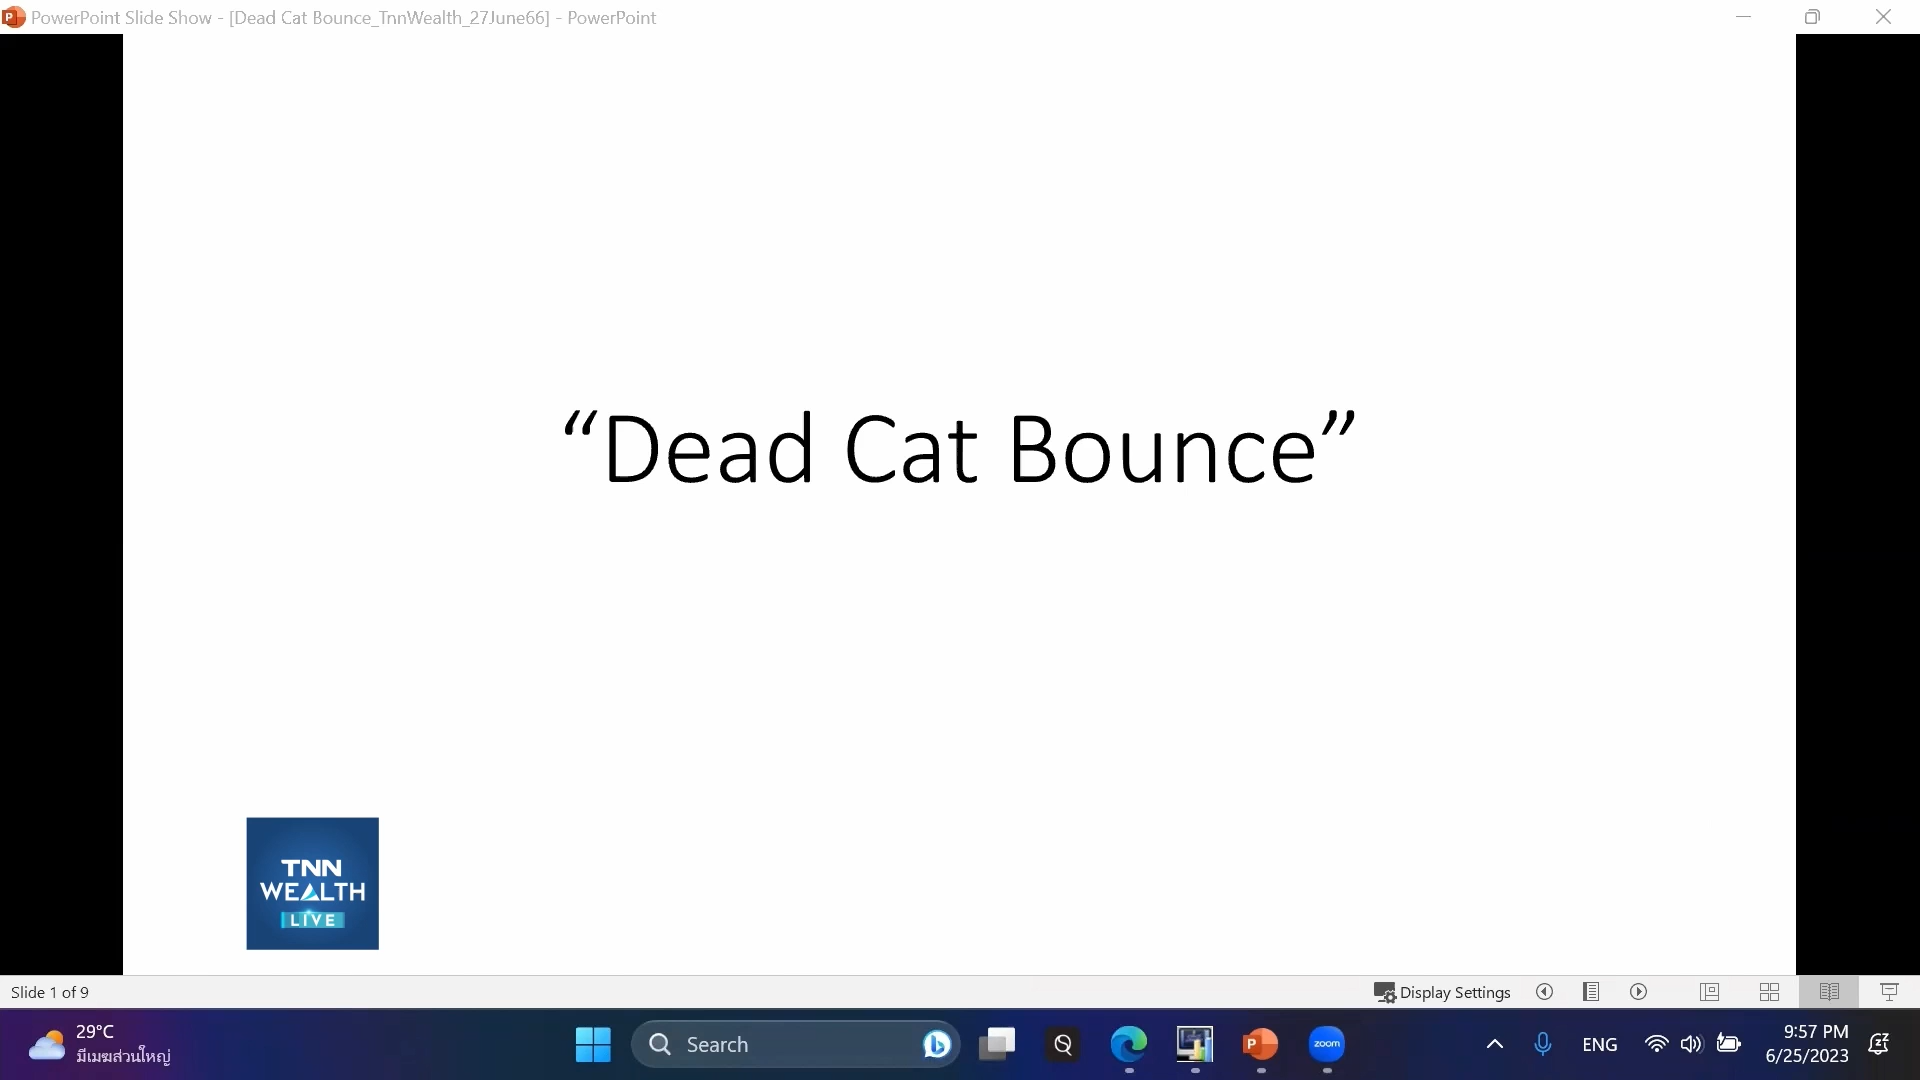 PowerPoint Slide Show - [Dead Cat Bounce_TnnWealth_27June66] - PowerPoint
“Dead Cat Bounce”
TNN
WEALTH
LIVE
Slide 1 of 9
Display Settings
29°C
มีเมฆส่วนใหญ่
Search
zoom
ENG
9:57 PM
6/25/2023